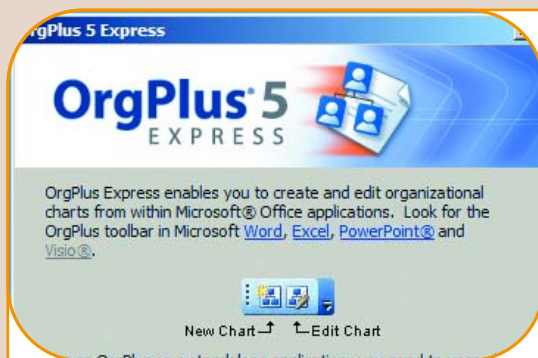 rgPlus 5 Express
OrgPlus® 5
EXPRESS
OrgPlus Express enables you to create and edit organizational
charts from within Microsoft® Office applications. Look for the
OrgPlus toolbar in Microsoft Word, Excel, PowerPoint® and
Visio®.
New Chart Edit Chart